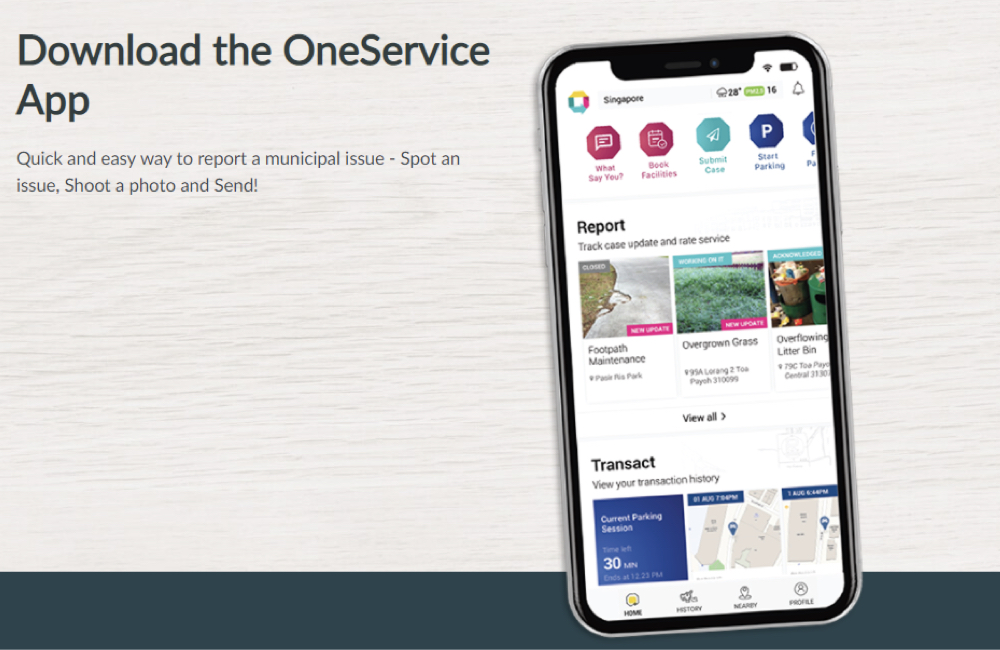 Download the OneService
App
Quick and easy way to report a municipal issue - Spot an
issue, Shoot a photo and Send!
Singapore
28°
PM2.5
16
What
Say You?
Book
Facilities
Submit
Case
P
Start
Parking
Report
Track case update and rate service
CLOSED
WORKING ON IT
ACKNOWLEDGED
NEW UPDATE
NEW UPDATE
Footpath
Maintenance
Pasir Ris Park
Overgrown Grass
95A Lorang 2 Toa
Payoh 310099
Overflowing
Litter Bin
79C Toa Payo
Central 3130
View all >
Transact
View your transaction history
Current Parking
Session
Time left
30 MIN
Ends at 12:23 PM
01 AUG 7:04PM
1 AUG 6:44PM
HOME
HISTORY
NEARBY
PROFILE